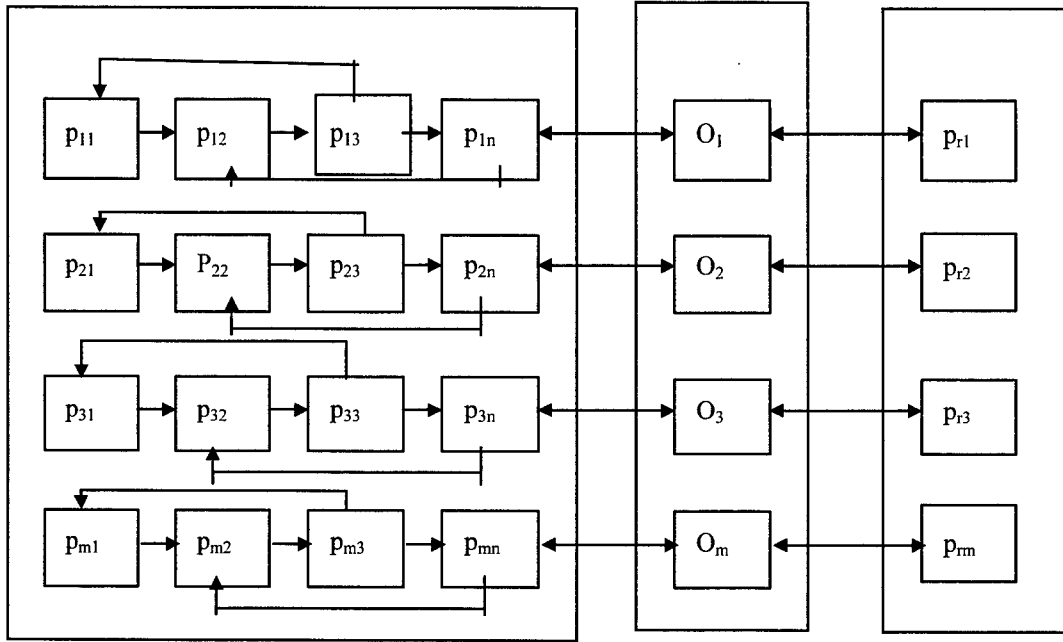 p₁₁ p₁₂ p₁₃ p₁ₙ O₁ pᵣ₁
p₂₁ P₂₂ p₂₃ p₂ₙ O₂ pᵣ₂
p₃₁ p₃₂ p₃₃ p₃ₙ O₃ pᵣ₃
pₘ₁ pₘ₂ pₘ₃ pₘₙ Oₘ pᵣₘ